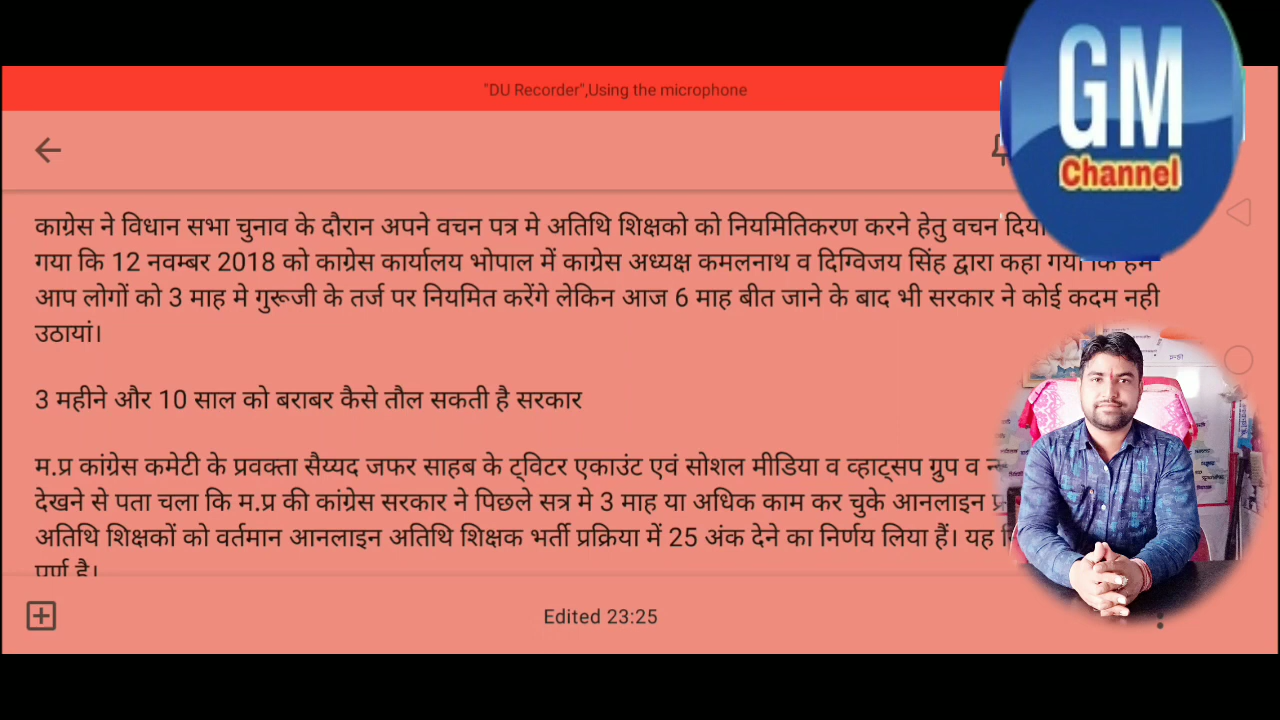 "DU Recorder",Using the microphone
GM
Channel
काग्रेस ने विधान सभा चुनाव के दौरान अपने वचन पत्र मे अतिथि शिक्षको को नियमितिकरण करने हेतु वचन दिया
गया कि 12 नवम्बर 2018 को काग्रेस कार्यालय भोपाल में काग्रेस अध्यक्ष कमलनाथ व दिग्विजय सिंह द्वारा कहा गया कि हम
आप लोगों को 3 माह मे गुरूजी के तर्ज पर नियमित करेंगे लेकिन आज 6 माह बीत जाने के बाद भी सरकार ने कोई कदम नही
उठायां।
3 महीने और 10 साल को बराबर कैसे तौल सकती है सरकार
म.प्र कांग्रेस कमेटी के प्रवक्ता सैय्यद जफर साहब के ट्विटर एकाउंट एवं सोशल मीडिया व व्हाट्सप ग्रुप व
देखने से पता चला कि म.प्र की कांग्रेस सरकार ने पिछले सत्र मे 3 माह या अधिक काम कर चुके आनलाइन
अतिथि शिक्षकों को वर्तमान आनलाइन अतिथि शिक्षक भर्ती प्रक्रिया में 25 अंक देने का निर्णय लिया हैं। यह
पूर्ण है।
Edited 23:25